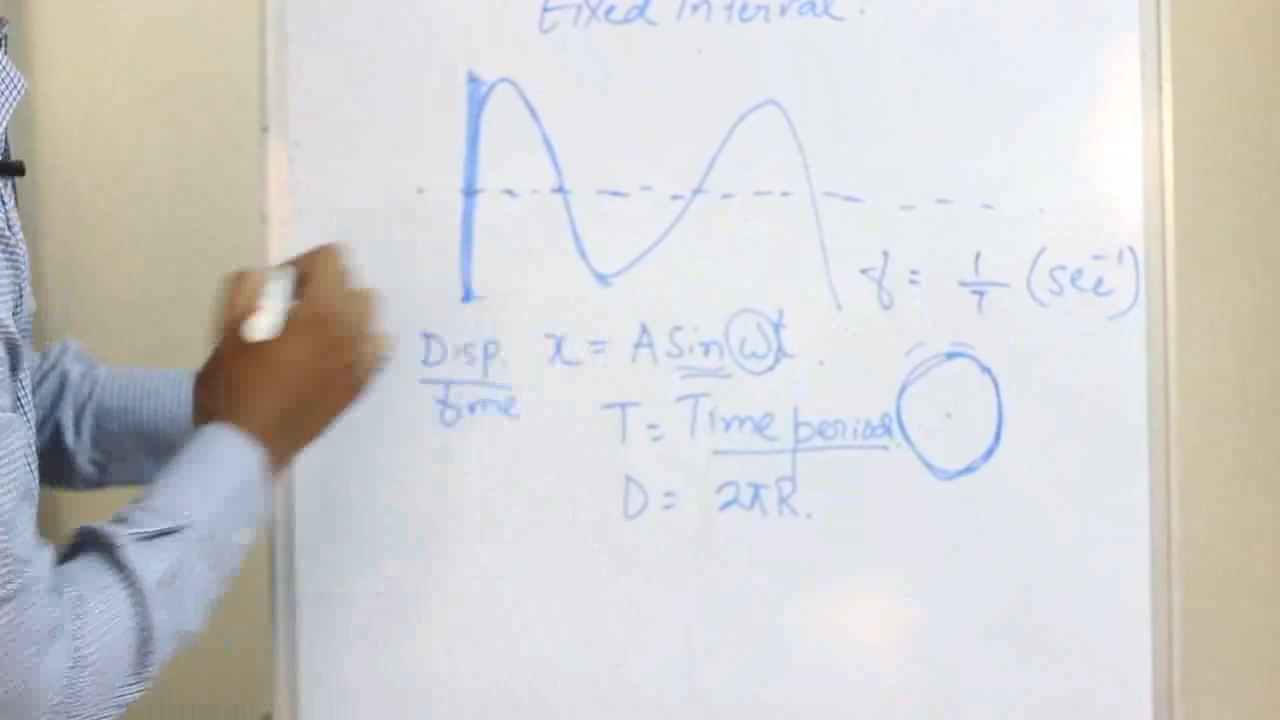 Fixed Interval.
γ = 1/T (sec⁻¹)
Disp. x = A Sin ωt.
time
T = Time period.
D = 2πR.